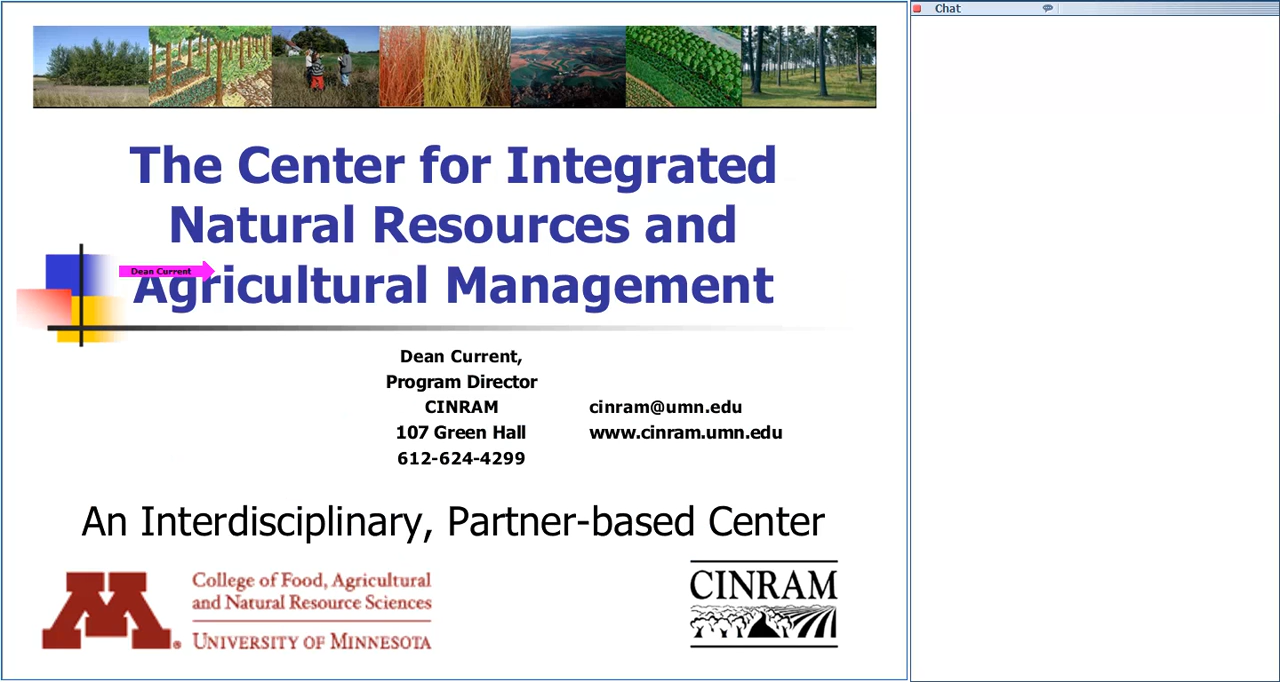 Chat
The Center for Integrated
Natural Resources and
Dean Current
Agricultural Management
Dean Current,
Program Director
CINRAM
cinram@umn.edu
107 Green Hall
www.cinram.umn.edu
612-624-4299
An Interdisciplinary, Partner-based Center
M
College of Food, Agricultural
and Natural Resource Sciences
University of Minnesota
CINRAM